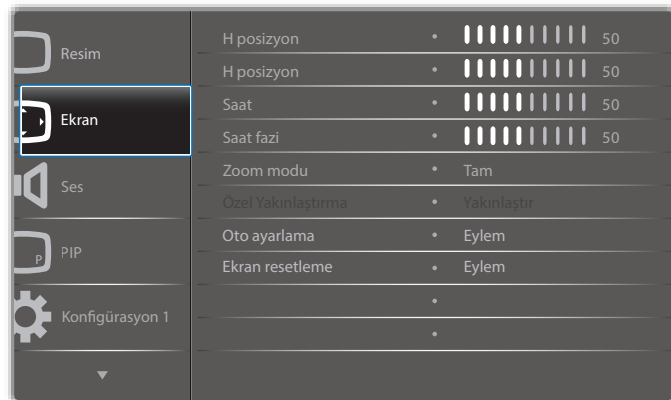 Resim
Ekran
Ses
P PIP
Konfigürasyon 1
H posizyon • 50
H posizyon • 50
Saat • 50
Saat fazi • 50
Zoom modu • Tam
Özel Yakınlaştırma • Yakınlaştır
Oto ayarlama • Eylem
Ekran resetleme • Eylem